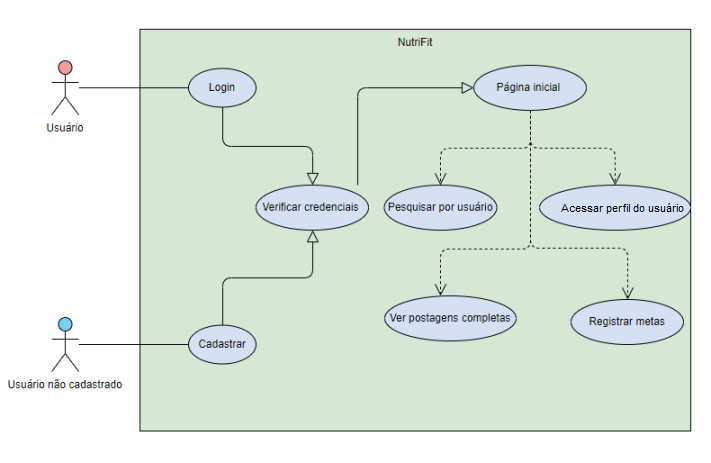 NutriFit
Login
Página inicial
Usuário
Verificar credenciais
Pesquisar por usuário
Acessar perfil do usuário
Ver postagens completas
Registrar metas
Cadastrar
Usuário não cadastrado